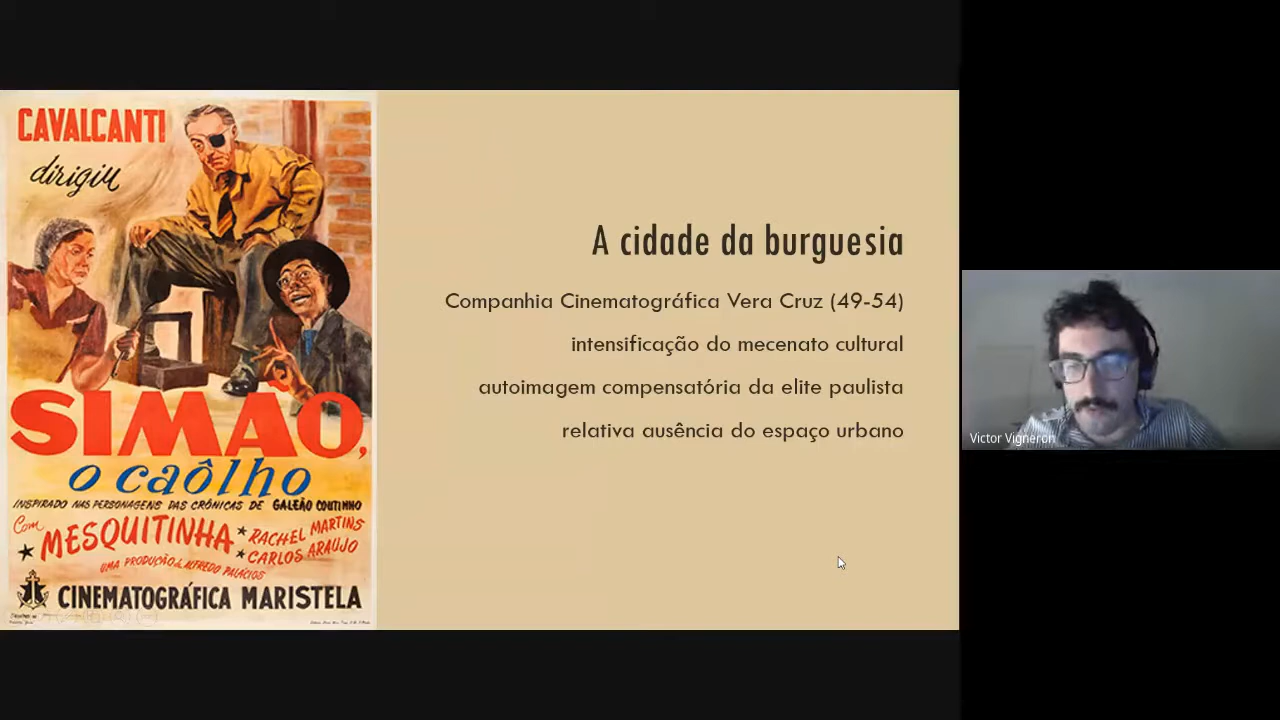 CAVALCANTI
dirigiu
SIMÃO,
o caôlho
INSPIRADO NAS PERSONAGENS DAS CRÔNICAS DE GALEÃO COUTINHO
Com
MESQUITINHA
RACHEL MARTINS
CARLOS ARAUJO
UMA PRODUÇÃO de ALFREDO PALÁCIOS
CINEMATOGRÁFICA MARISTELA
A cidade da burguesia
Companhia Cinematográfica Vera Cruz (49-54)
intensificação do mecenato cultural
autoimagem compensatória da elite paulista
relativa ausência do espaço urbano
Victor Vigneron